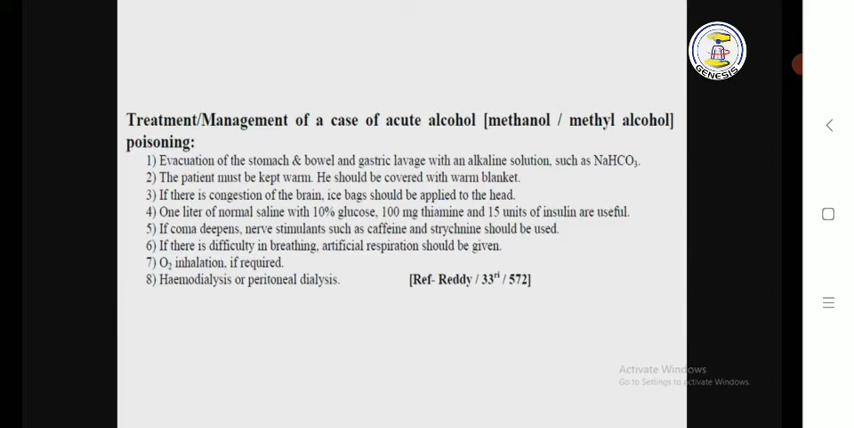 GENESIS
Treatment/Management of a case of acute alcohol [methanol / methyl alcohol]
poisoning:
1) Evacuation of the stomach & bowel and gastric lavage with an alkaline solution, such as NaHCO₃.
2) The patient must be kept warm. He should be covered with warm blanket.
3) If there is congestion of the brain, ice bags should be applied to the head.
4) One liter of normal saline with 10% glucose, 100 mg thiamine and 15 units of insulin are useful.
5) If coma deepens, nerve stimulants such as caffeine and strychnine should be used.
6) If there is difficulty in breathing, artificial respiration should be given.
7) O₂ inhalation, if required.
8) Haemodialysis or peritoneal dialysis. [Ref- Reddy / 33ʳⁱ / 572]
Activate Windows
Go to Settings to activate Windows.